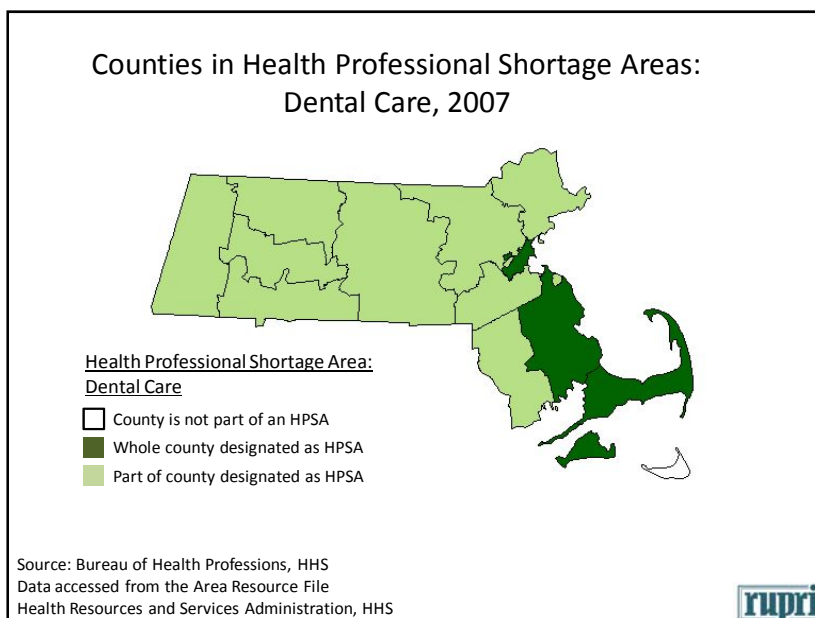 Counties in Health Professional Shortage Areas:
Dental Care, 2007
Health Professional Shortage Area:
Dental Care
County is not part of an HPSA
Whole county designated as HPSA
Part of county designated as HPSA
Source: Bureau of Health Professions, HHS
Data accessed from the Area Resource File
Health Resources and Services Administration, HHS
rupri